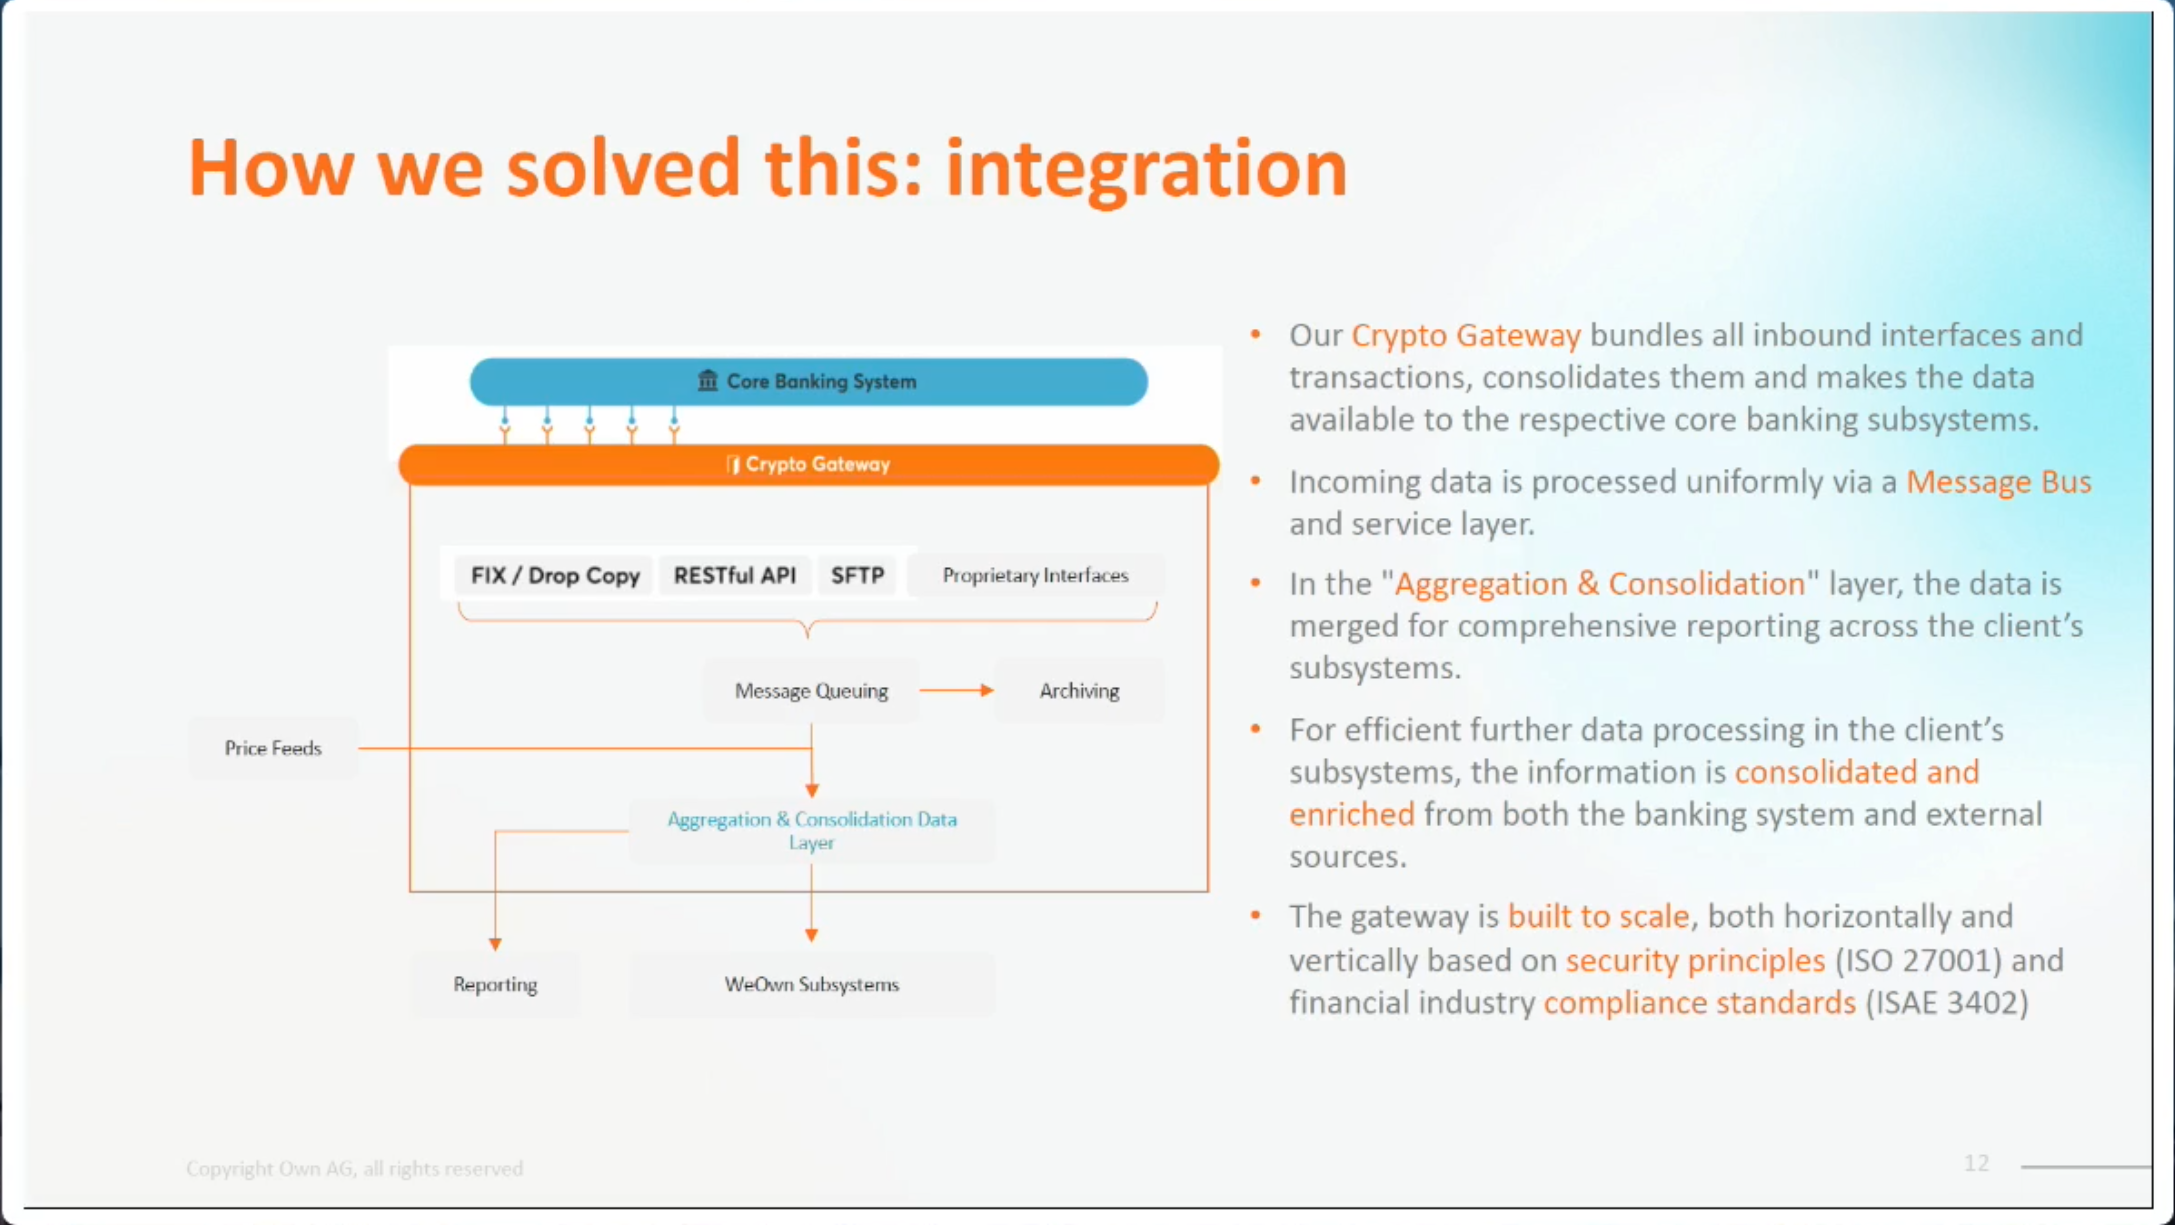 How we solved this: integration
Core Banking System
Crypto Gateway
FIX / Drop Copy
RESTful API
SFTP
Proprietary Interfaces
Message Queuing
Archiving
Price Feeds
Aggregation & Consolidation Data
Layer
Reporting
WeOwn Subsystems
• Our Crypto Gateway bundles all inbound interfaces and
transactions, consolidates them and makes the data
available to the respective core banking subsystems.
• Incoming data is processed uniformly via a Message Bus
and service layer.
• In the "Aggregation & Consolidation" layer, the data is
merged for comprehensive reporting across the client’s
subsystems.
• For efficient further data processing in the client’s
subsystems, the information is consolidated and
enriched from both the banking system and external
sources.
• The gateway is built to scale, both horizontally and
vertically based on security principles (ISO 27001) and
financial industry compliance standards (ISAE 3402)
Copyright Own AG, all rights reserved
12